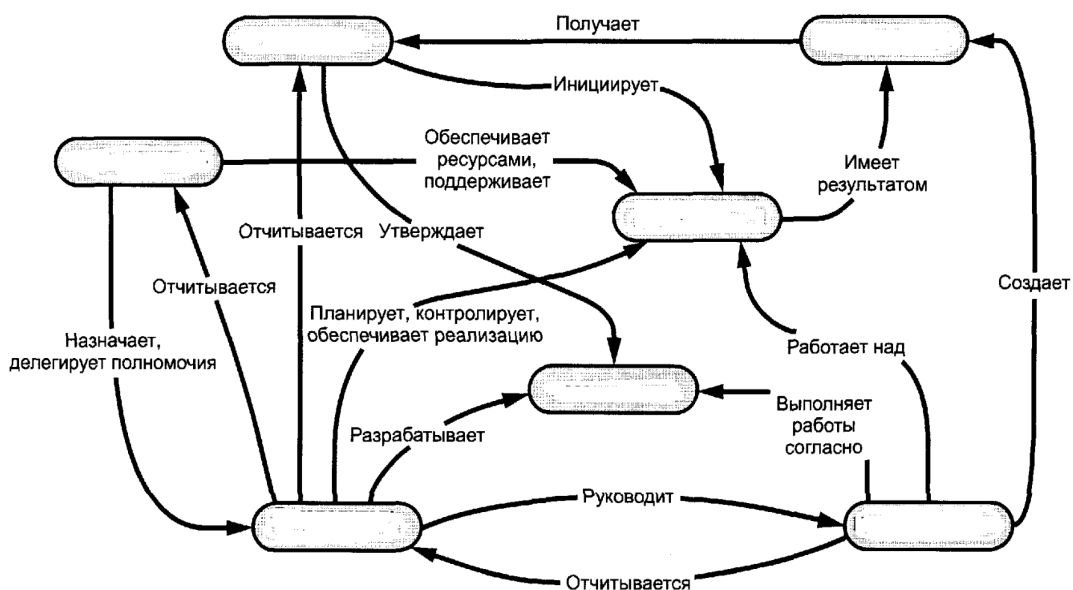 Получает
Инициирует
Обеспечивает
ресурсами,
поддерживает
Имеет
результатом
Отчитывается
Утверждает
Отчитывается
Создает
Планирует, контролирует,
обеспечивает реализацию
Назначает,
делегирует полномочия
Работает над
Выполняет
работы
согласно
Разрабатывает
Руководит
Отчитывается